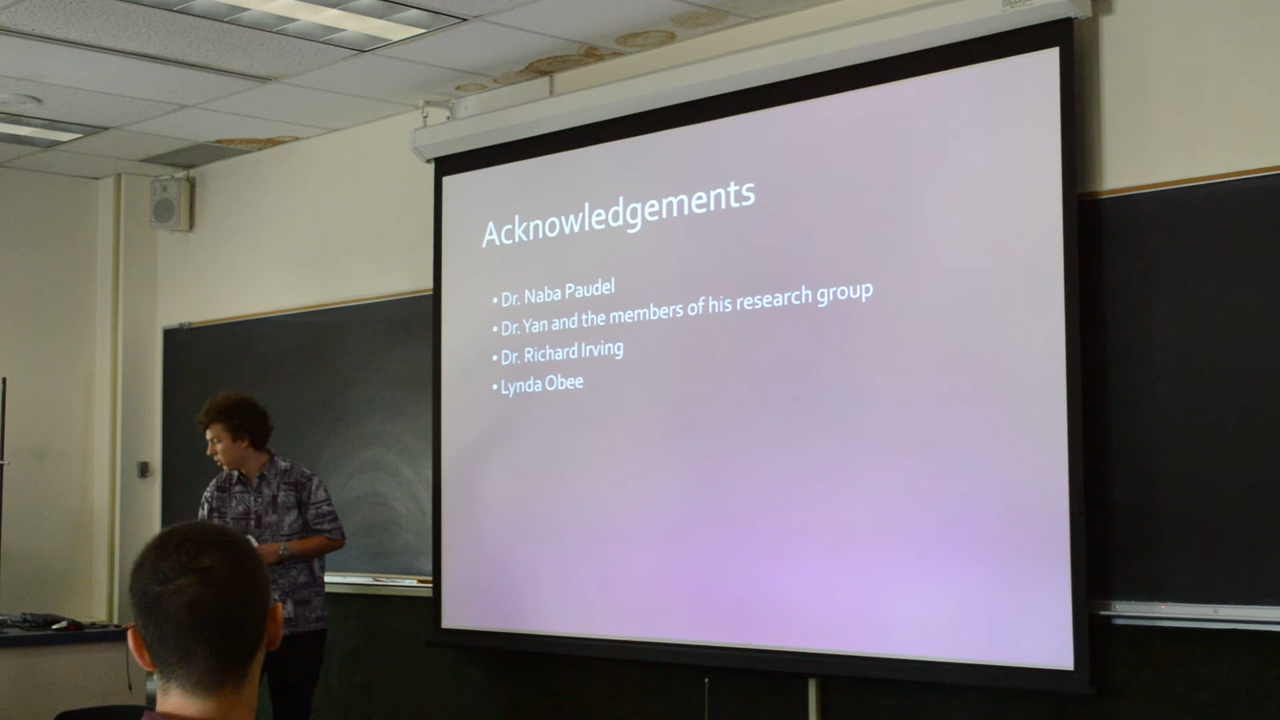 Acknowledgements
• Dr. Naba Paudel
• Dr. Yan and the members of his research group
• Dr. Richard Irving
• Lynda Obee